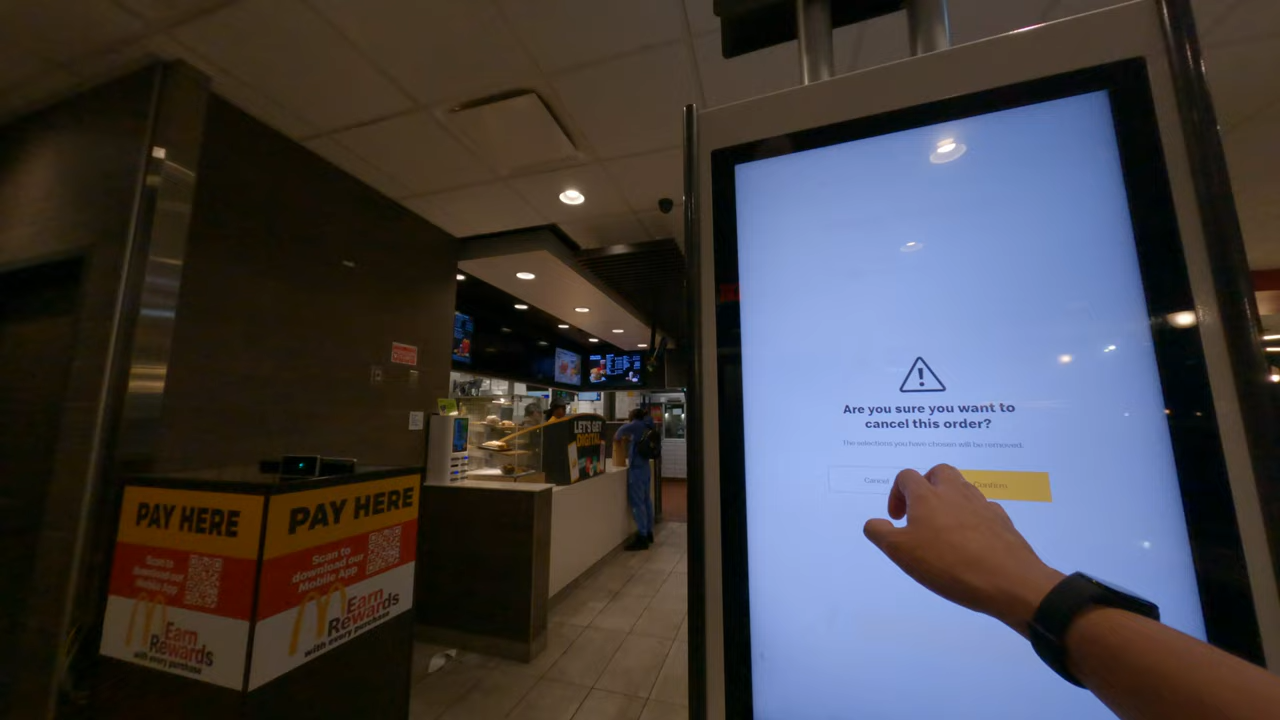 PAY HERE
Scan to
download our
Mobile App
Earn
Rewards
with every purchase
PAY HERE
Scan to
download our
Mobile App
Earn
Rewards
with every purchase
LET'S GET
DIGITAL
Are you sure you want to
cancel this order?
The selections you have chosen will be removed.
Cancel
Confirm